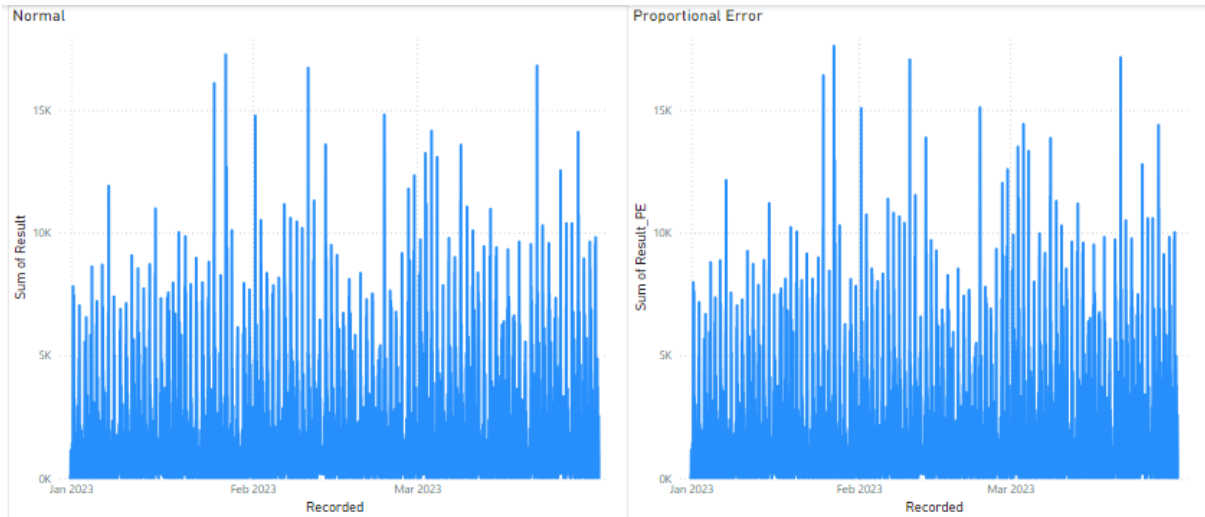 Normal
Sum of Result
15K
10K
5K
0K
Jan 2023
Feb 2023
Mar 2023
Recorded
Proportional Error
Sum of Result_PE
15K
10K
5K
0K
Jan 2023
Feb 2023
Mar 2023
Recorded